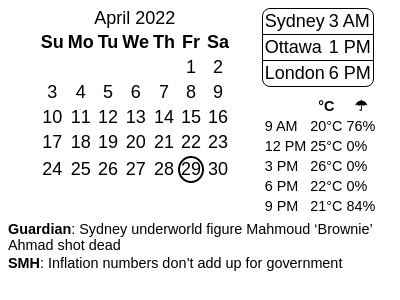 April 2022
Su Mo Tu We Th Fr Sa
1 2
3 4 5 6 7 8 9
10 11 12 13 14 15 16
17 18 19 20 21 22 23
24 25 26 27 28 29 30
Sydney 3 AM
Ottawa 1 PM
London 6 PM
°C ☂
9 AM 20°C 76%
12 PM 25°C 0%
3 PM 26°C 0%
6 PM 22°C 0%
9 PM 21°C 84%
Guardian: Sydney underworld figure Mahmoud ‘Brownie’
Ahmad shot dead
SMH: Inflation numbers don’t add up for government